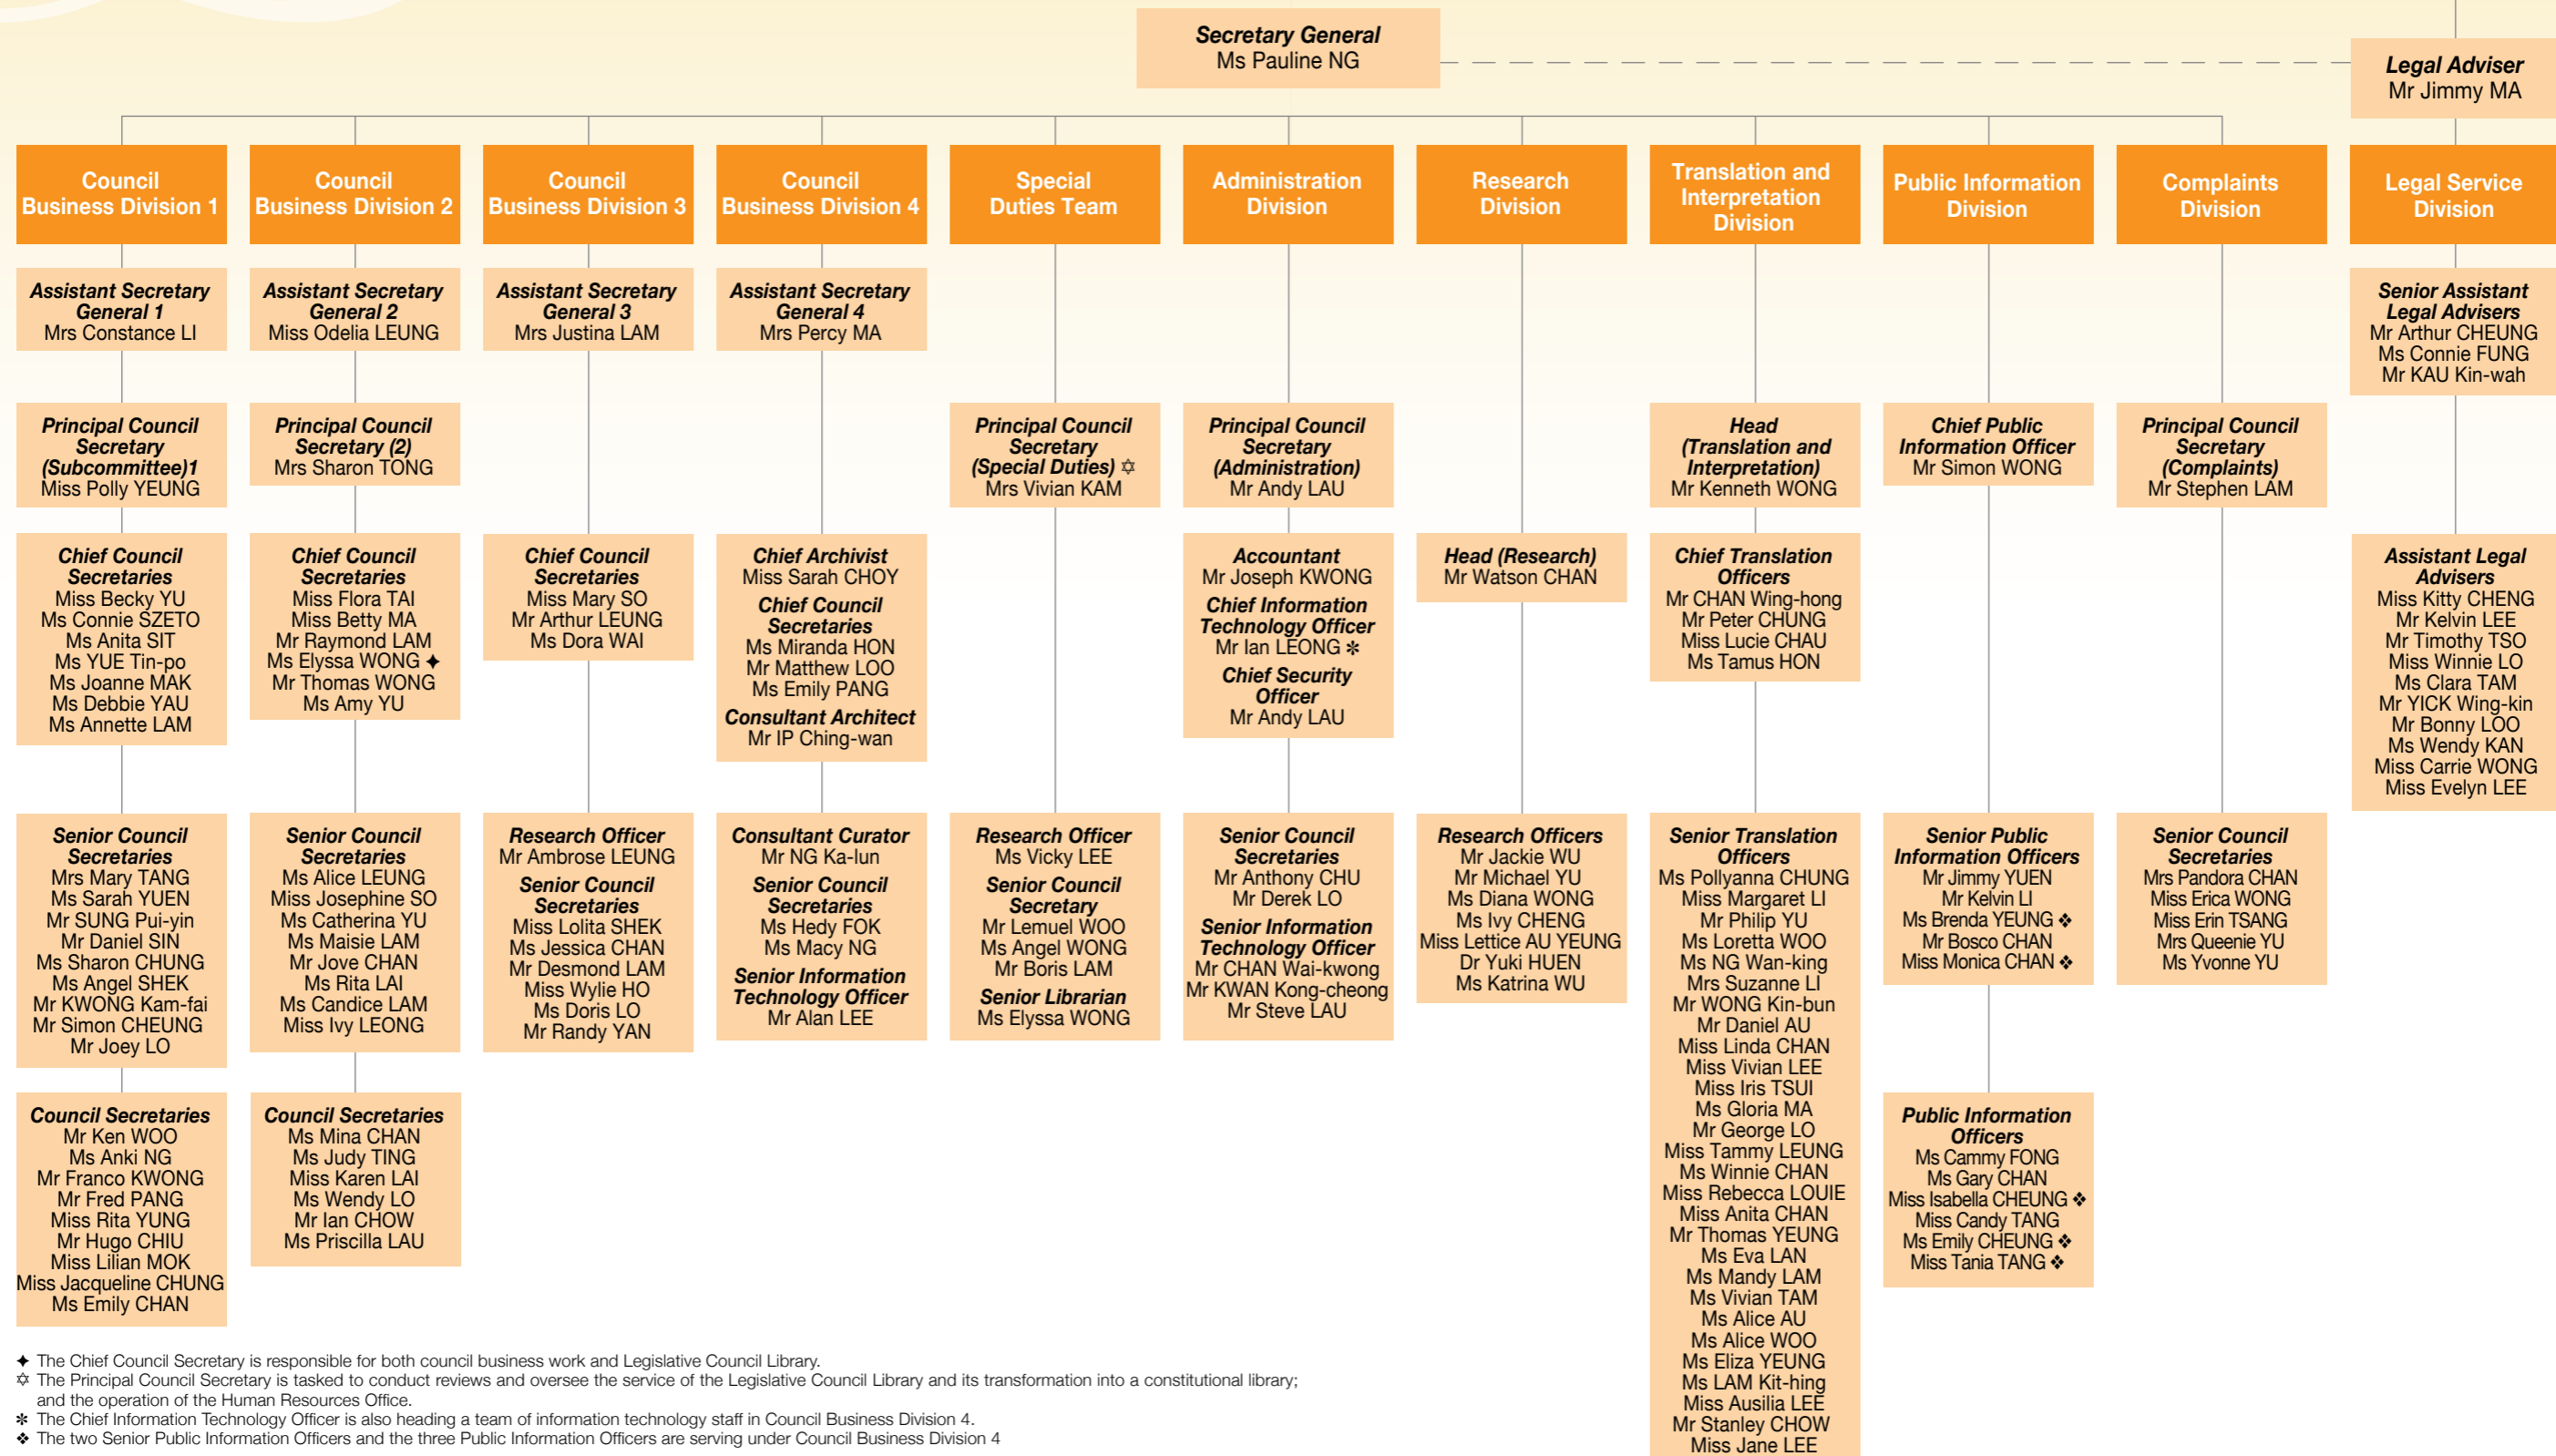 Secretary General
Ms Pauline NG
Legal Adviser
Mr Jimmy MA
Council
Business Division 1
Assistant Secretary
General 1
Mrs Constance LI
Principal Council
Secretary
(Subcommittee)1
Miss Polly YEUNG
Chief Council
Secretaries
Miss Becky YU
Ms Connie SZETO
Ms Anita SIT
Ms YUE Tin-po
Ms Joanne MAK
Ms Debbie YAU
Ms Annette LAM
Senior Council
Secretaries
Mrs Mary TANG
Ms Sarah YUEN
Mr SUNG Pui-yin
Mr Daniel SIN
Ms Sharon CHUNG
Ms Angel SHEK
Mr KWONG Kam-fai
Mr Simon CHEUNG
Mr Joey LO
Council Secretaries
Mr Ken WOO
Ms Anki NG
Mr Franco KWONG
Mr Fred PANG
Miss Rita YUNG
Mr Hugo CHIU
Miss Lilian MOK
Miss Jacqueline CHUNG
Ms Emily CHAN
Council
Business Division 2
Assistant Secretary
General 2
Miss Odelia LEUNG
Principal Council
Secretary (2)
Mrs Sharon TONG
Chief Council
Secretaries
Miss Flora TAI
Miss Betty MA
Mr Raymond LAM
Ms Elyssa WONG ✦
Mr Thomas WONG
Ms Amy YU
Senior Council
Secretaries
Ms Alice LEUNG
Miss Josephine SO
Ms Catherina YU
Ms Maisie LAM
Mr Jove CHAN
Ms Rita LAI
Ms Candice LAM
Miss Ivy LEONG
Council Secretaries
Ms Mina CHAN
Ms Judy TING
Miss Karen LAI
Ms Wendy LO
Mr Ian CHOW
Ms Priscilla LAU
Council
Business Division 3
Assistant Secretary
General 3
Mrs Justina LAM
Chief Council
Secretaries
Miss Mary SO
Mr Arthur LEUNG
Ms Dora WAI
Research Officer
Mr Ambrose LEUNG
Senior Council
Secretaries
Miss Lolita SHEK
Ms Jessica CHAN
Mr Desmond LAM
Miss Wylie HO
Ms Doris LO
Mr Randy YAN
Council
Business Division 4
Assistant Secretary
General 4
Mrs Percy MA
Chief Archivist
Miss Sarah CHOY
Chief Council
Secretaries
Ms Miranda HON
Mr Matthew LOO
Ms Emily PANG
Consultant Architect
Mr IP Ching-wan
Consultant Curator
Mr NG Ka-lun
Senior Council
Secretaries
Ms Hedy FOK
Ms Macy NG
Senior Information
Technology Officer
Mr Alan LEE
Special
Duties Team
Principal Council
Secretary
(Special Duties) ✡
Mrs Vivian KAM
Research Officer
Ms Vicky LEE
Senior Council
Secretary
Mr Lemuel WOO
Ms Angel WONG
Mr Boris LAM
Senior Librarian
Ms Elyssa WONG
Administration
Division
Principal Council
Secretary
(Administration)
Mr Andy LAU
Accountant
Mr Joseph KWONG
Chief Information
Technology Officer
Mr Ian LEONG ✻
Chief Security
Officer
Mr Andy LAU
Senior Council
Secretaries
Mr Anthony CHU
Mr Derek LO
Senior Information
Technology Officer
Mr CHAN Wai-kwong
Mr KWAN Kong-cheong
Mr Steve LAU
Research
Division
Head (Research)
Mr Watson CHAN
Research Officers
Mr Jackie WU
Mr Michael YU
Ms Diana WONG
Ms Ivy CHENG
Miss Lettice AU YEUNG
Dr Yuki HUEN
Ms Katrina WU
Translation and
Interpretation
Division
Head
(Translation and
Interpretation)
Mr Kenneth WONG
Chief Translation
Officers
Mr CHAN Wing-hong
Mr Peter CHUNG
Miss Lucie CHAU
Ms Tamus HON
Senior Translation
Officers
Ms Pollyanna CHUNG
Miss Margaret LI
Mr Philip YU
Ms Loretta WOO
Ms NG Wan-king
Mrs Suzanne LI
Mr WONG Kin-bun
Mr Daniel AU
Miss Linda CHAN
Miss Vivian LEE
Miss Iris TSUI
Ms Gloria MA
Mr George LO
Miss Tammy LEUNG
Ms Winnie CHAN
Miss Rebecca LOUIE
Miss Anita CHAN
Mr Thomas YEUNG
Ms Eva LAN
Ms Mandy LAM
Ms Vivian TAM
Ms Alice AU
Ms Alice WOO
Ms Eliza YEUNG
Ms LAM Kit-hing
Miss Ausilia LEE
Mr Stanley CHOW
Miss Jane LEE
Public Information
Division
Chief Public
Information Officer
Mr Simon WONG
Senior Public
Information Officers
Mr Jimmy YUEN
Mr Kelvin LI
Ms Brenda YEUNG ❖
Mr Bosco CHAN
Miss Monica CHAN ❖
Public Information
Officers
Ms Cammy FONG
Ms Gary CHAN
Miss Isabella CHEUNG ❖
Miss Candy TANG
Ms Emily CHEUNG ❖
Miss Tania TANG ❖
Complaints
Division
Principal Council
Secretary
(Complaints)
Mr Stephen LAM
Senior Council
Secretaries
Mrs Pandora CHAN
Miss Erica WONG
Miss Erin TSANG
Mrs Queenie YU
Ms Yvonne YU
Legal Service
Division
Senior Assistant
Legal Advisers
Mr Arthur CHEUNG
Ms Connie FUNG
Mr KAU Kin-wah
Assistant Legal
Advisers
Miss Kitty CHENG
Mr Kelvin LEE
Mr Timothy TSO
Miss Winnie LO
Ms Clara TAM
Mr YICK Wing-kin
Mr Bonny LOO
Ms Wendy KAN
Miss Carrie WONG
Miss Evelyn LEE
✦ The Chief Council Secretary is responsible for both council business work and Legislative Council Library.
✡ The Principal Council Secretary is tasked to conduct reviews and oversee the service of the Legislative Council Library and its transformation into a constitutional library;
and the operation of the Human Resources Office.
✻ The Chief Information Technology Officer is also heading a team of information technology staff in Council Business Division 4.
❖ The two Senior Public Information Officers and the three Public Information Officers are serving under Council Business Division 4